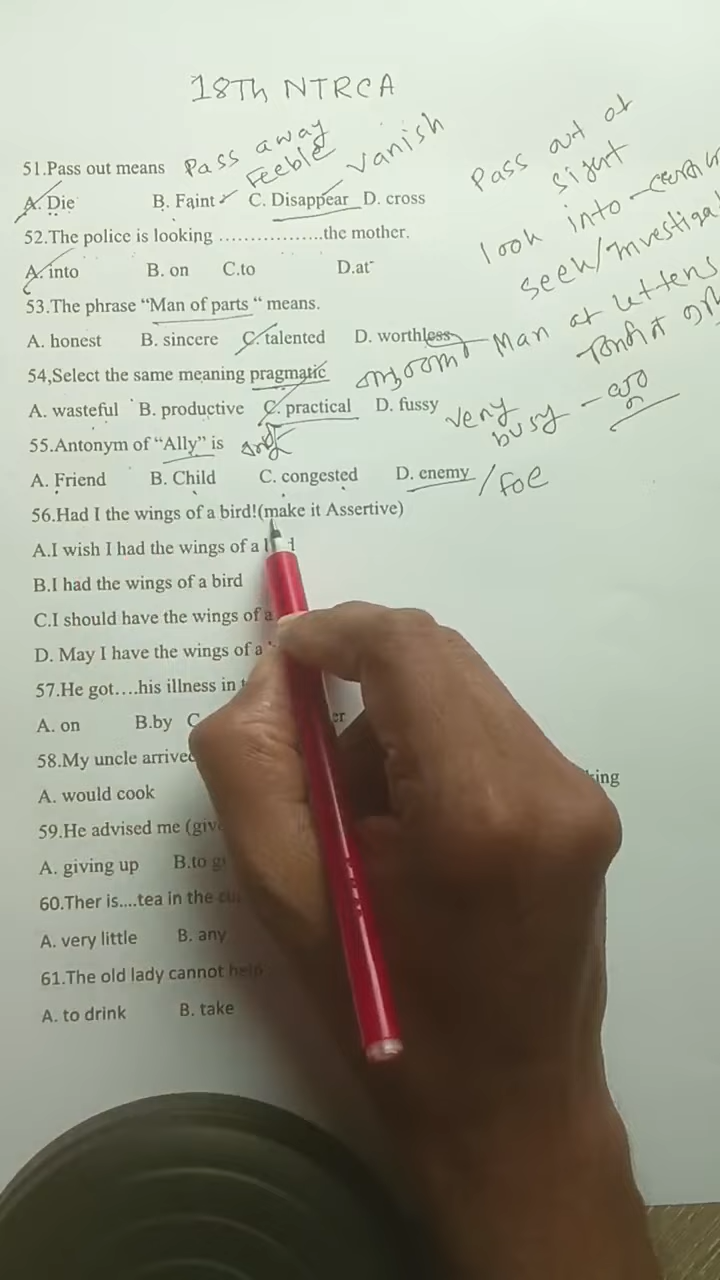 18Th NTRCA
51.Pass out means Pass away Feeble Vanish
A. Die B. Faint C. Disappear D. cross
Pass out of sight
52.The police is looking ……………..the mother.
look into
A. into B. on C.to D.at
seek/investiga
53.The phrase “Man of parts “ means.
A. honest B. sincere C. talented D. worthless
Man at lettens
54,Select the same meaning pragmatic
A. wasteful B. productive C. practical D. fussy
very busy
55.Antonym of “Ally” is
A. Friend B. Child C. congested D. enemy /foe
56.Had I the wings of a bird!(make it Assertive)
A.I wish I had the wings of a
B.I had the wings of a bird
C.I should have the wings of a
D. May I have the wings of a
57.He got….his illness in
A. on B.by C
58.My uncle arrived
A. would cook king
59.He advised me (give
A. giving up B.to gi
60.Ther is....tea in the
A. very little B. any
61.The old lady cannot help
A. to drink B. take